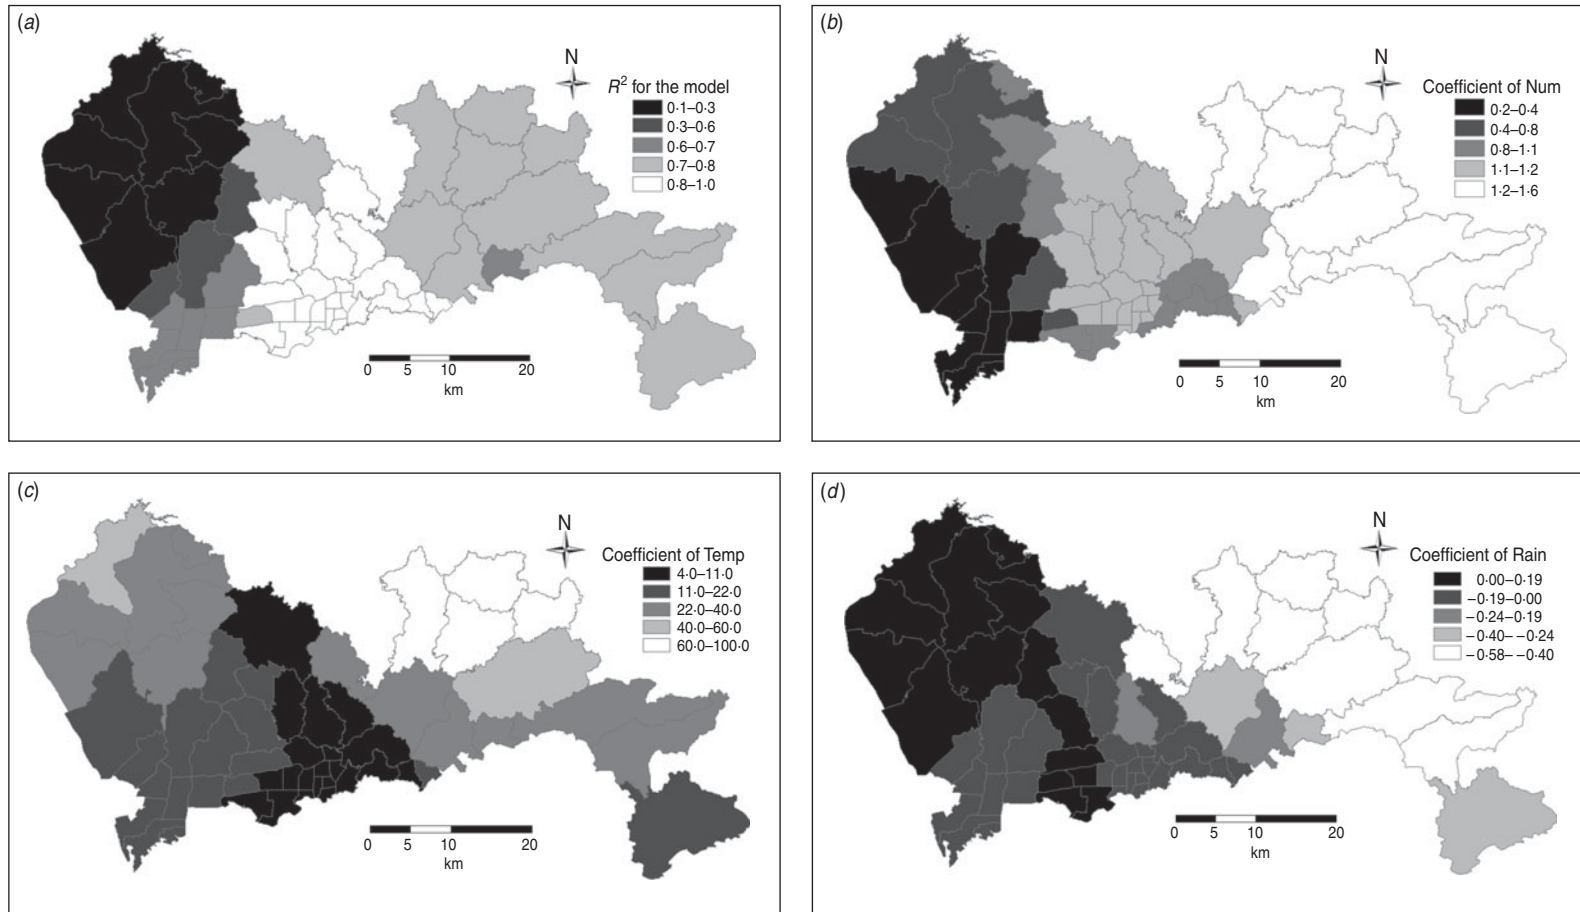 (a)
N
R² for the model
0·1–0·3
0·3–0·6
0·6–0·7
0·7–0·8
0·8–1·0
0 5 10 20
km
(b)
N
Coefficient of Num
0·2–0·4
0·4–0·8
0·8–1·1
1·1–1·2
1·2–1·6
0 5 10 20
km
(c)
N
Coefficient of Temp
4·0–11·0
11·0–22·0
22·0–40·0
40·0–60·0
60·0–100·0
0 5 10 20
km
(d)
N
Coefficient of Rain
0·00–0·19
−0·19–0·00
−0·24–0·19
−0·40– −0·24
−0·58– −0·40
0 5 10 20
km